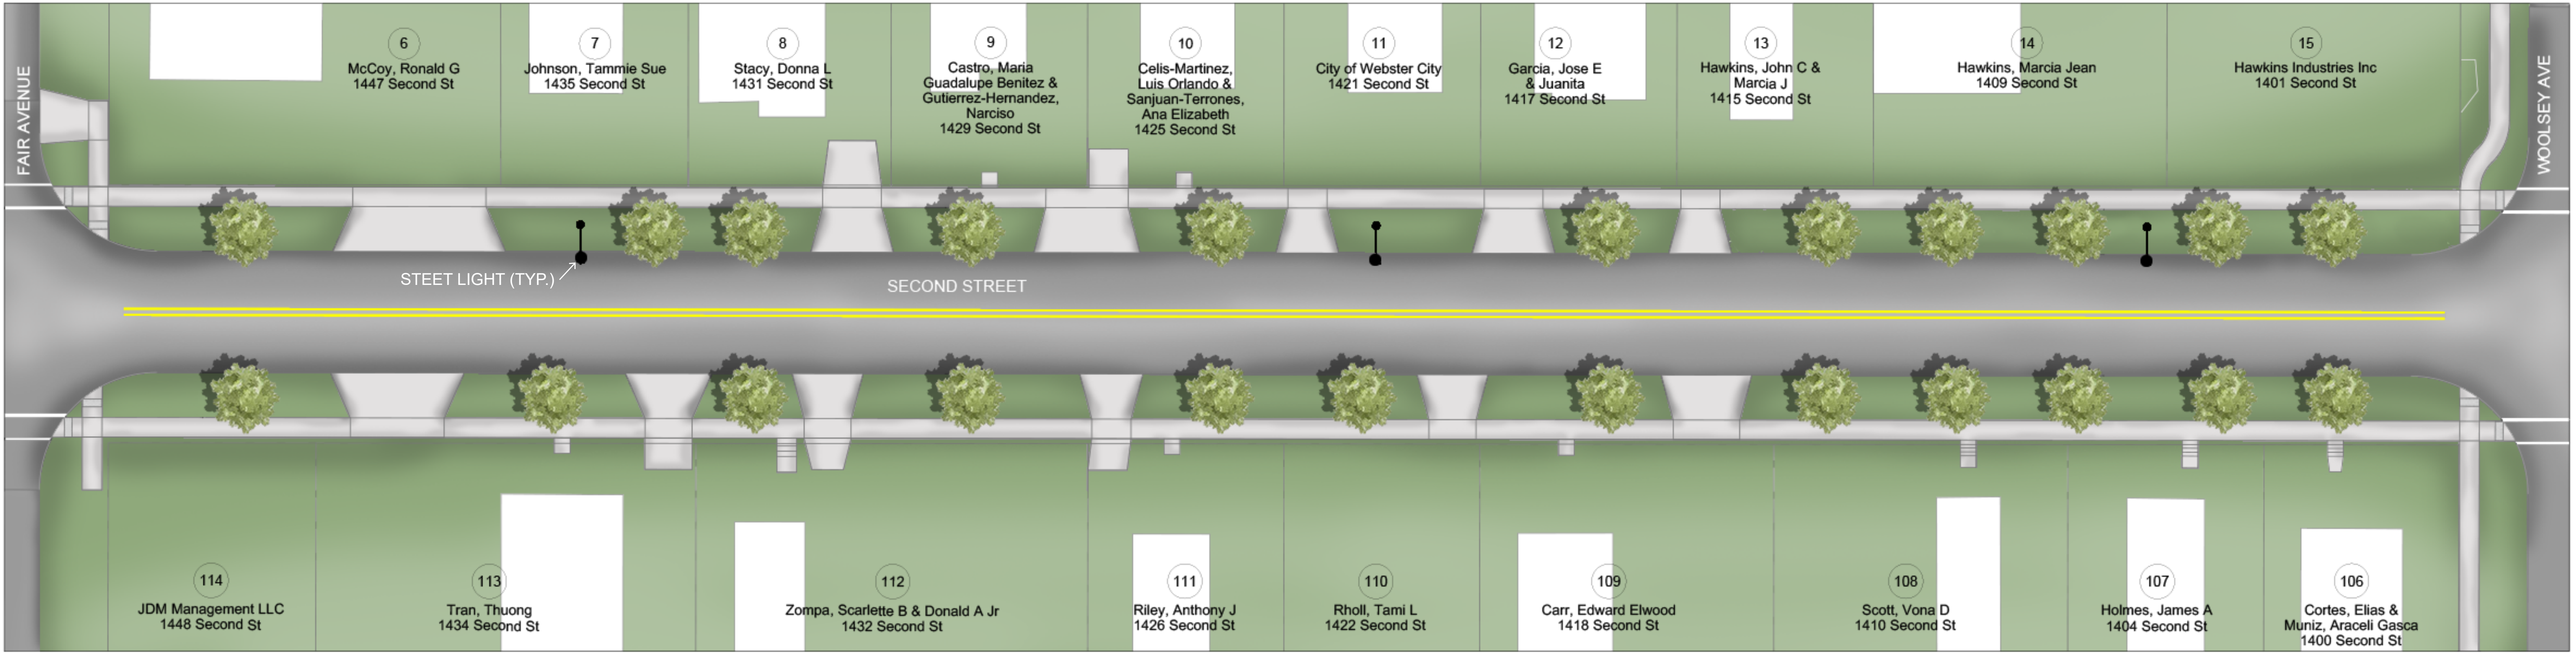 FAIR AVENUE
6
McCoy, Ronald G
1447 Second St
7
Johnson, Tammie Sue
1435 Second St
8
Stacy, Donna L
1431 Second St
9
Castro, Maria
Guadalupe Benitez &
Gutierrez-Hernandez,
Narciso
1429 Second St
10
Celis-Martinez,
Luis Orlando &
Sanjuan-Terrones,
Ana Elizabeth
1425 Second St
11
City of Webster City
1421 Second St
12
Garcia, Jose E
& Juanita
1417 Second St
13
Hawkins, John C &
Marcia J
1415 Second St
14
Hawkins, Marcia Jean
1409 Second St
15
Hawkins Industries Inc
1401 Second St
WOOLSEY AVE
STEET LIGHT (TYP.)
SECOND STREET
114
JDM Management LLC
1448 Second St
113
Tran, Thuong
1434 Second St
112
Zompa, Scarlette B & Donald A Jr
1432 Second St
111
Riley, Anthony J
1426 Second St
110
Rholl, Tami L
1422 Second St
109
Carr, Edward Elwood
1418 Second St
108
Scott, Vona D
1410 Second St
107
Holmes, James A
1404 Second St
106
Cortes, Elias &
Muniz, Araceli Gasca
1400 Second St